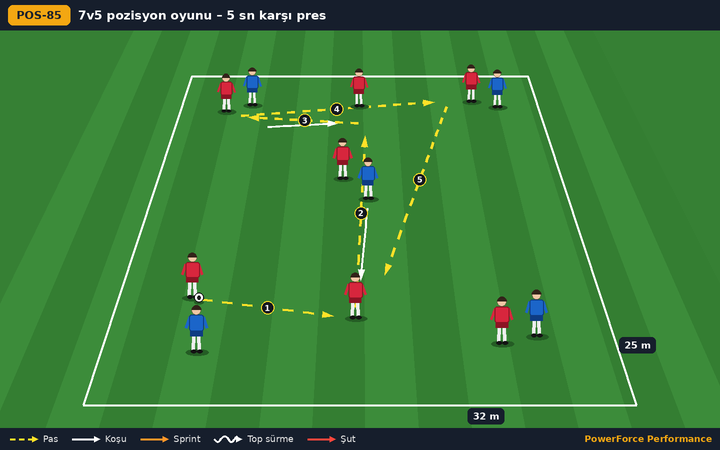 POS-85 7v5 pozisyon oyunu – 5 sn karşı pres
4
3
5
2
1
25 m
32 m
Pas Koşu Sprint Top sürme Şut PowerForce Performance